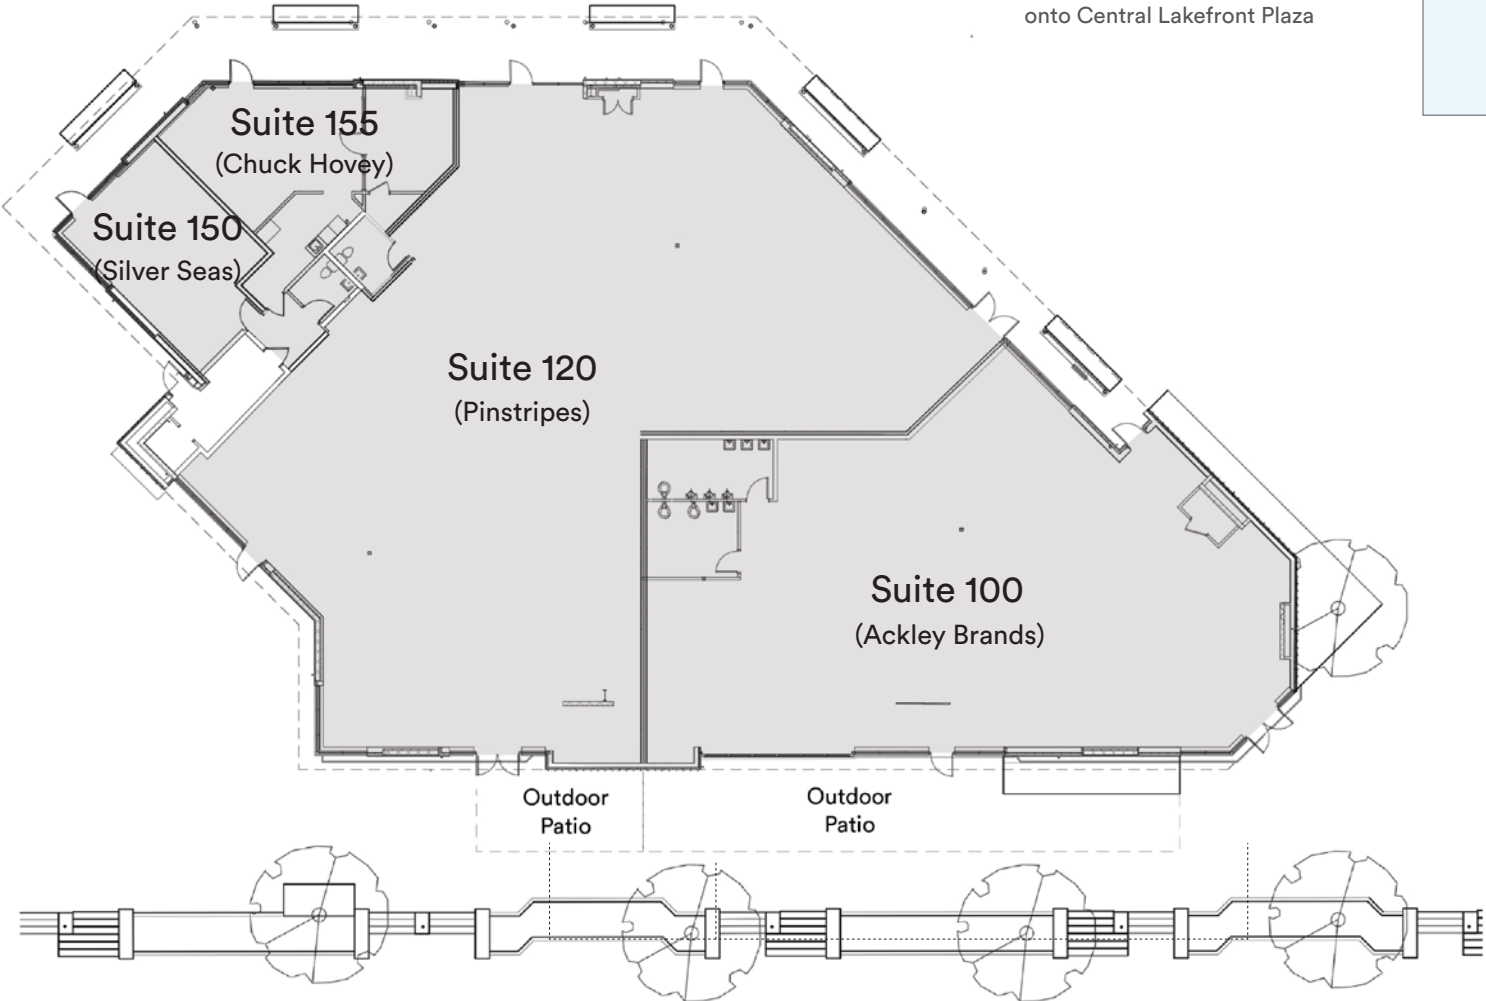 onto Central Lakefront Plaza
Suite 155
(Chuck Hovey)
Suite 150
(Silver Seas)
Suite 120
(Pinstripes)
Suite 100
(Ackley Brands)
Outdoor
Patio
Outdoor
Patio